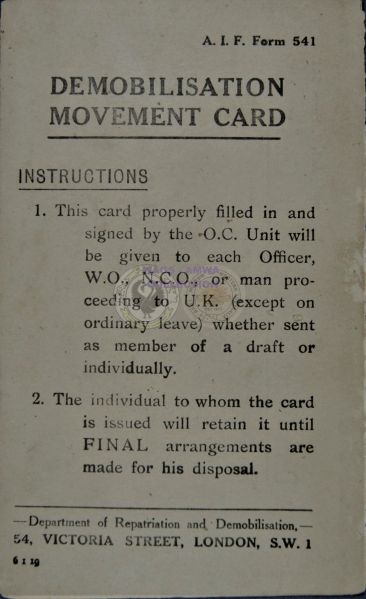 A. I. F. Form 541
DEMOBILISATION
MOVEMENT CARD
INSTRUCTIONS
1. This card properly filled in and
signed by the O.C. Unit will
be given to each Officer,
W.O., N.C.O., or man pro-
ceeding to U.K. (except on
ordinary leave) whether sent
as member of a draft or
individually.
2. The individual to whom the card
is issued will retain it until
FINAL arrangements are
made for his disposal.
—Department of Repatriation and Demobilisation,—
54, VICTORIA STREET, LONDON, S.W. 1
6 1 19